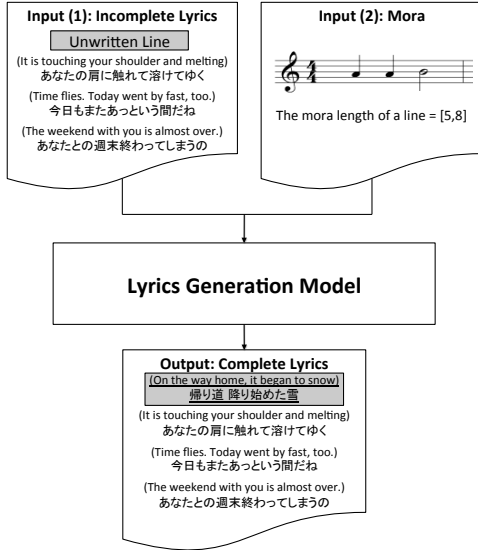 Input (1): Incomplete Lyrics
Unwritten Line
(It is touching your shoulder and melting)
あなたの肩に触れて溶けてゆく
(Time flies. Today went by fast, too.)
今日もまたあっという間だね
(The weekend with you is almost over.)
あなたとの週末終わってしまうの
Input (2): Mora
4
4
The mora length of a line = [5,8]
Lyrics Generation Model
Output: Complete Lyrics
(On the way home, it began to snow)
帰り道 降り始めた雪
(It is touching your shoulder and melting)
あなたの肩に触れて溶けてゆく
(Time flies. Today went by fast, too.)
今日もまたあっという間だね
(The weekend with you is almost over.)
あなたとの週末終わってしまうの